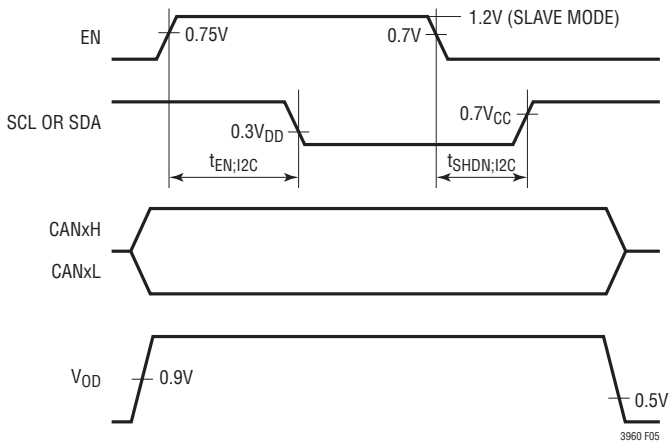 1.2V (SLAVE MODE)
EN
0.75V
0.7V
SCL OR SDA
0.3VDD
0.7VCC
tEN;I2C
tSHDN;I2C
CANxH
CANxL
VOD
0.9V
0.5V
3960 F05